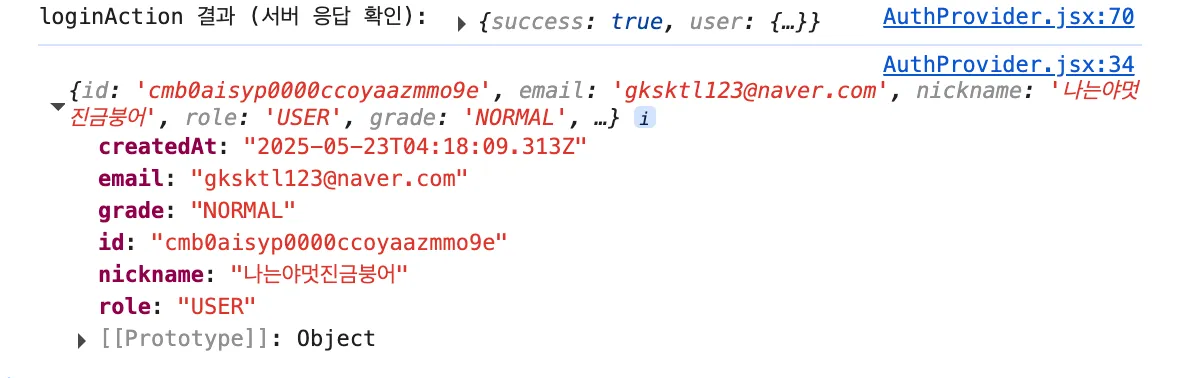 loginAction 결과 (서버 응답 확인): ▶ {success: true, user: {…}} AuthProvider.jsx:70
AuthProvider.jsx:34
{id: 'cmb0aisyp0000ccoyaazmmo9e', email: 'gksktl123@naver.com', nickname: '나는야멋
▼ 진금붕어', role: 'USER', grade: 'NORMAL', …} i
createdAt: "2025-05-23T04:18:09.313Z"
email: "gksktl123@naver.com"
grade: "NORMAL"
id: "cmb0aisyp0000ccoyaazmmo9e"
nickname: "나는야멋진금붕어"
role: "USER"
▶ [[Prototype]]: Object